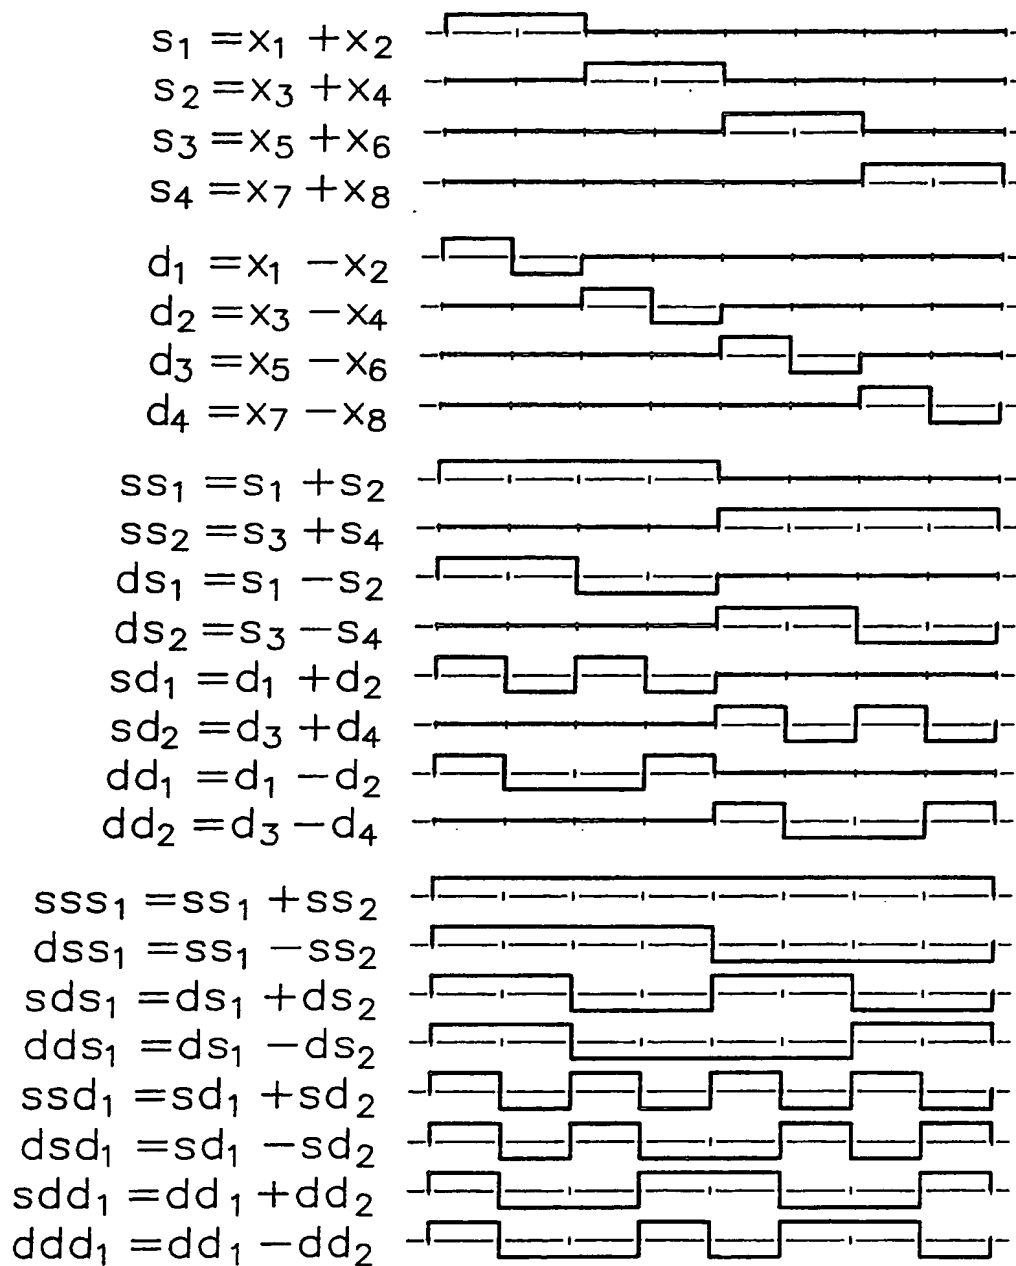 s₁ = x₁ + x₂
s₂ = x₃ + x₄
s₃ = x₅ + x₆
s₄ = x₇ + x₈
d₁ = x₁ − x₂
d₂ = x₃ − x₄
d₃ = x₅ − x₆
d₄ = x₇ − x₈
ss₁ = s₁ + s₂
ss₂ = s₃ + s₄
ds₁ = s₁ − s₂
ds₂ = s₃ − s₄
sd₁ = d₁ + d₂
sd₂ = d₃ + d₄
dd₁ = d₁ − d₂
dd₂ = d₃ − d₄
sss₁ = ss₁ + ss₂
dss₁ = ss₁ − ss₂
sds₁ = ds₁ + ds₂
dds₁ = ds₁ − ds₂
ssd₁ = sd₁ + sd₂
dsd₁ = sd₁ − sd₂
sdd₁ = dd₁ + dd₂
ddd₁ = dd₁ − dd₂